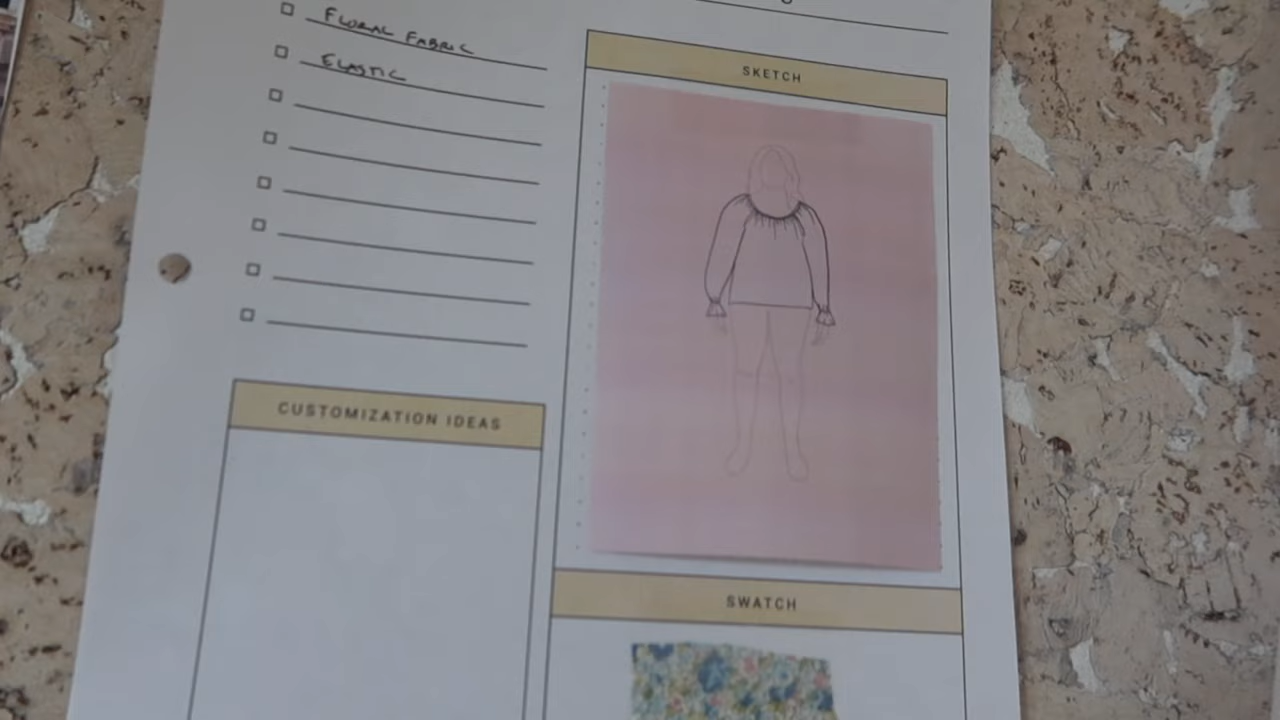 FLORAL FABRIC
ELASTIC
SKETCH
CUSTOMIZATION IDEAS
SWATCH